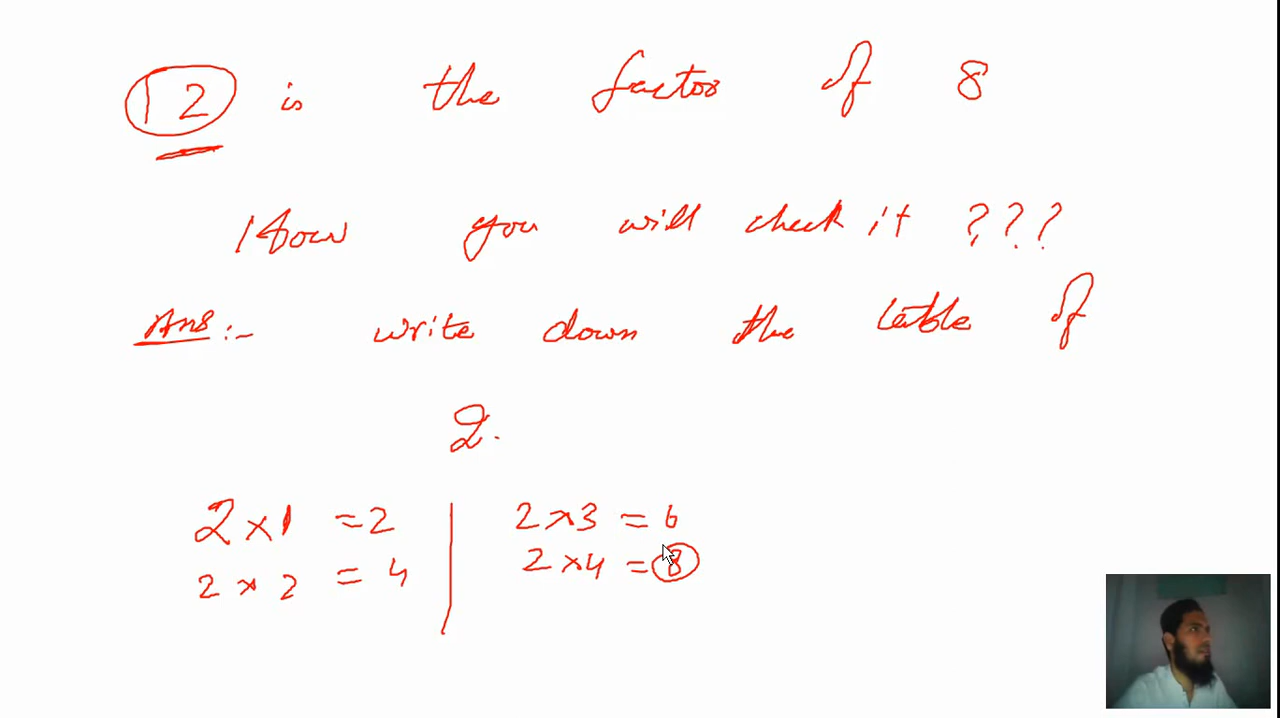 12 is the factor of 8
How you will check it ???
Ans :- write down the table of
2.
2 × 1 = 2
2 × 2 = 4
2 × 3 = 6
2 × 4 = 8